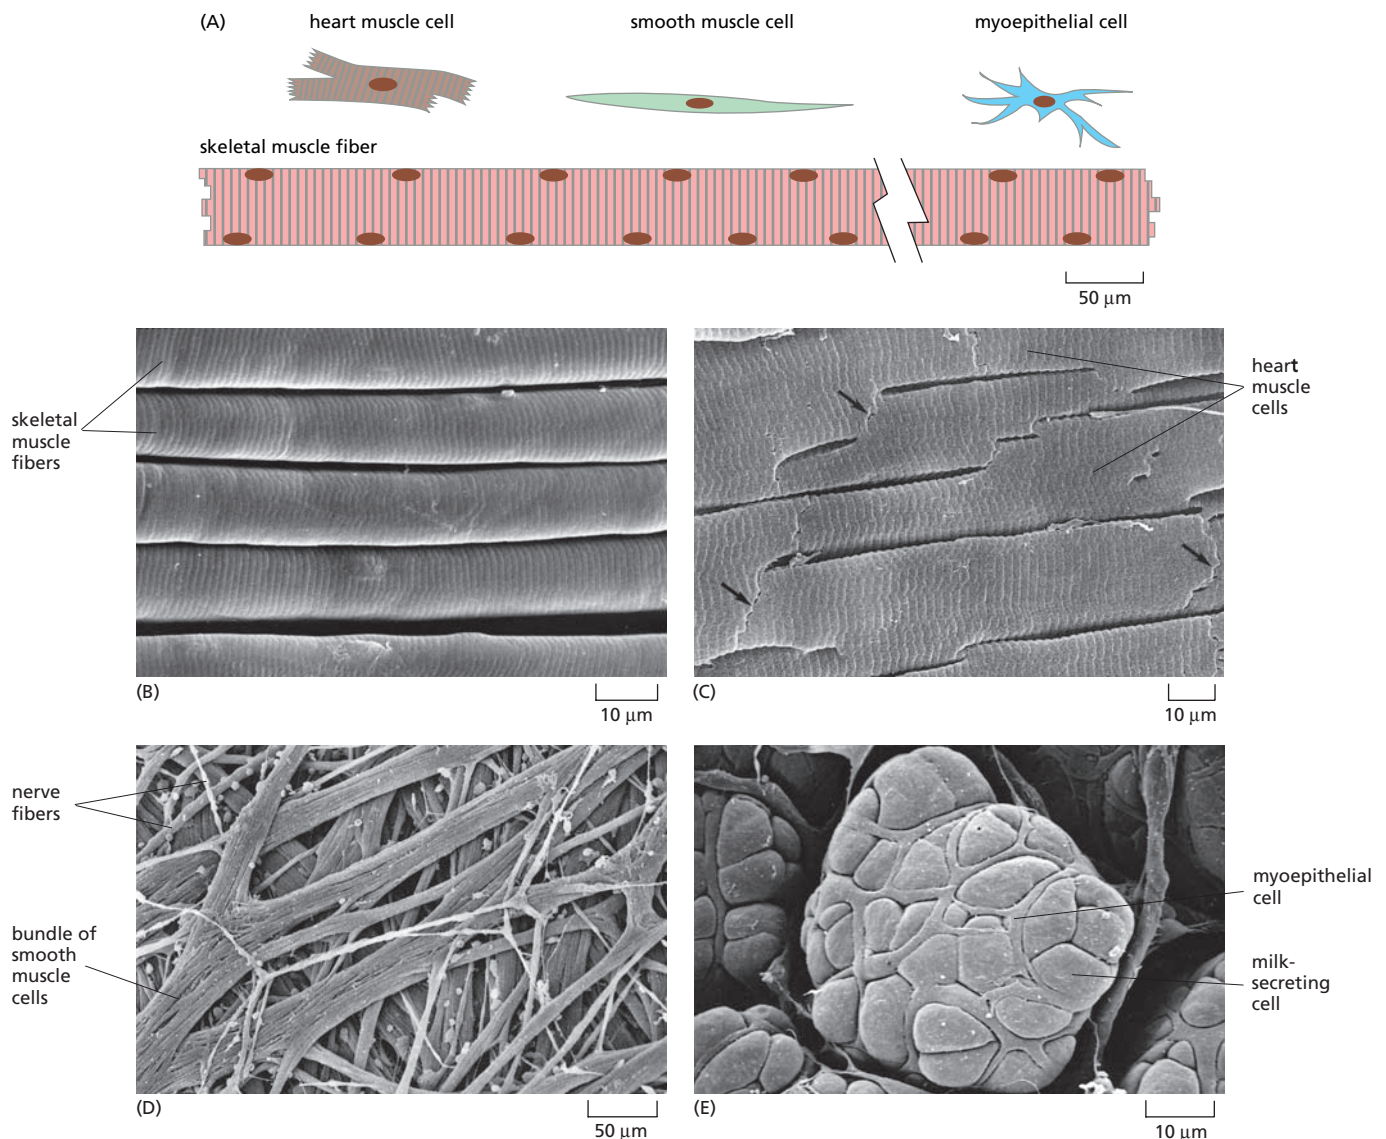 (A)
heart muscle cell
smooth muscle cell
myoepithelial cell
skeletal muscle fiber
50 μm
skeletal
muscle
fibers
heart
muscle
cells
(B)
10 μm
(C)
10 μm
nerve
fibers
bundle of
smooth
muscle
cells
myoepithelial
cell
milk-
secreting
cell
(D)
50 μm
(E)
10 μm